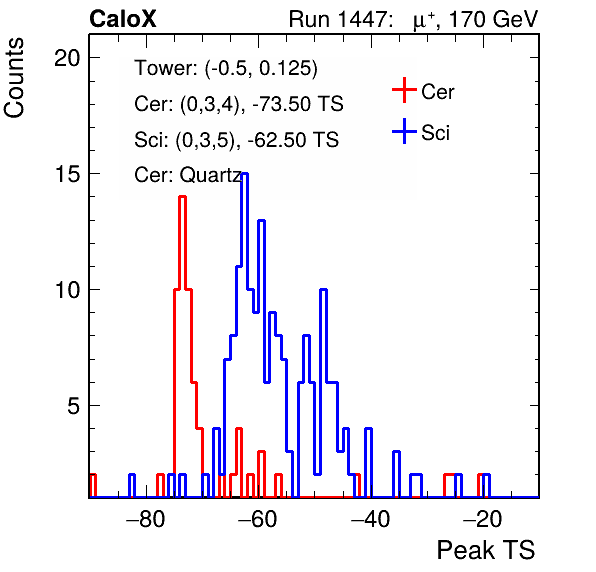 CaloX Run 1447: μ⁺, 170 GeV
Counts
20
15
10
5
Tower: (-0.5, 0.125)
Cer: (0,3,4), -73.50 TS
Sci: (0,3,5), -62.50 TS
Cer: Quartz
Cer
Sci
−80 −60 −40 −20
Peak TS